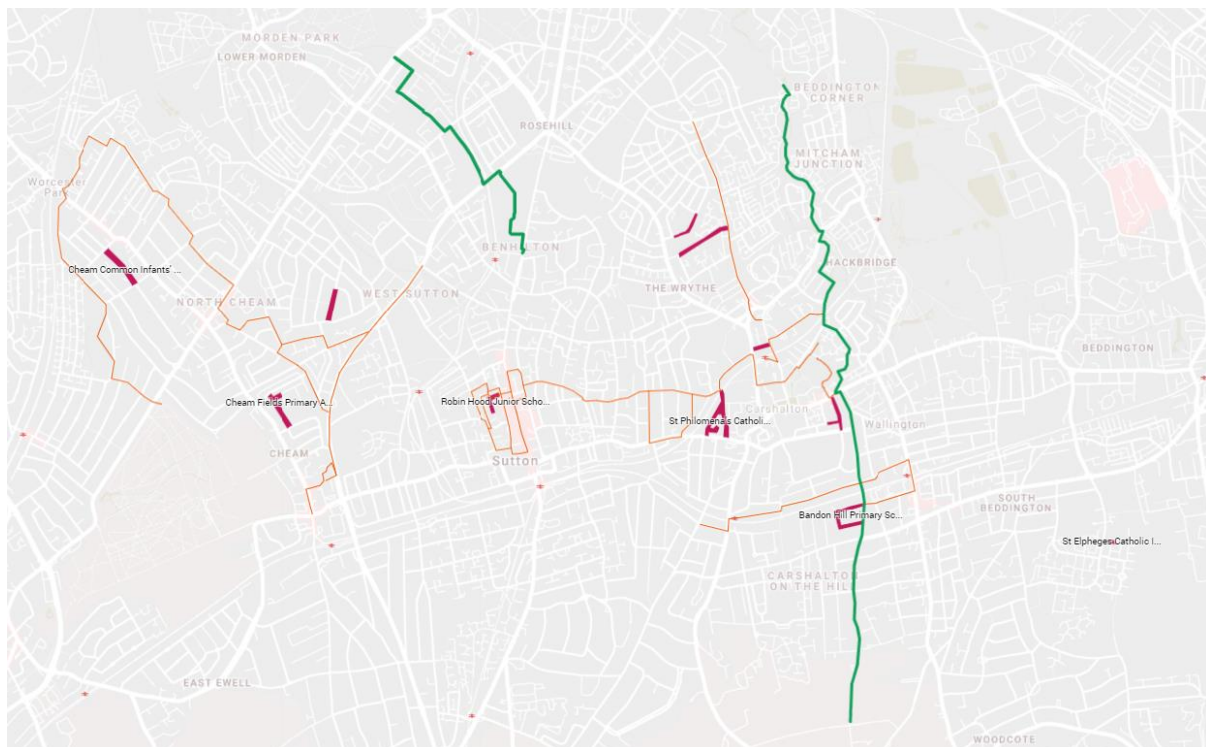 MORDEN PARK
LOWER MORDEN
BEDDINGTON
CORNER
ROSEHILL
MITCHAM
JUNCTION
Worcester
Park
BENHILTON
HACKBRIDGE
Cheam Common Infants' ...
THE WRYTHE
WEST SUTTON
NORTH CHEAM
BEDDINGTON
Cheam Fields Primary A...
Robin Hood Junior Scho...
Carshalton
St Philomena's Catholi...
Wallington
CHEAM
Sutton
SOUTH
BEDDINGTON
Bandon Hill Primary Sc...
St Elpheges Catholic I...
CARSHALTON
ON THE HILL
EAST EWELL
WOODCOTE